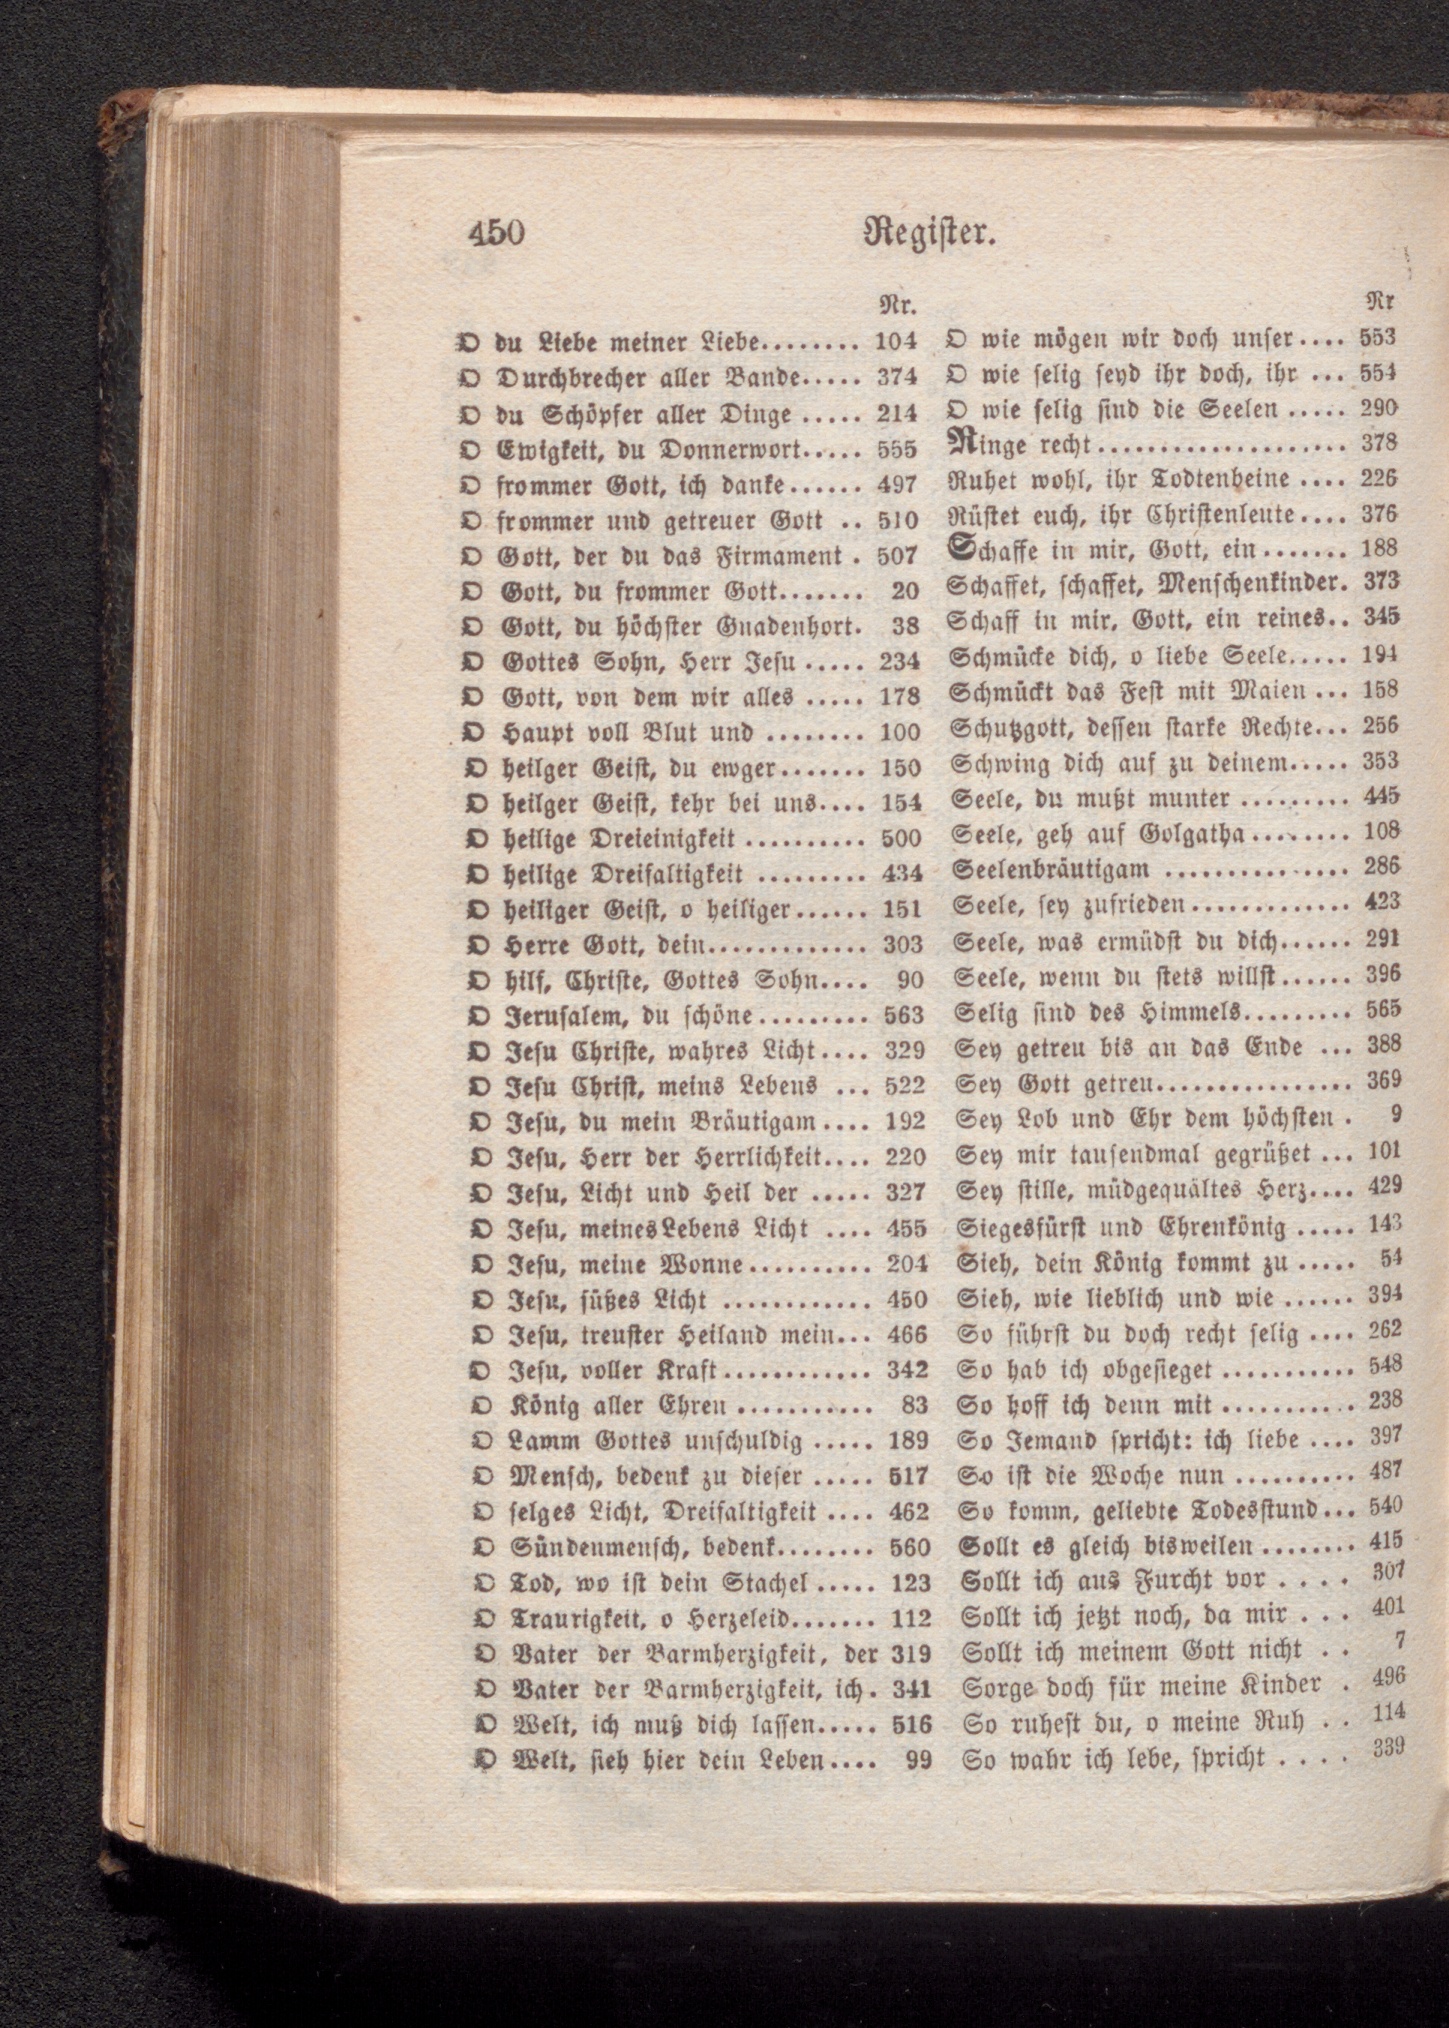 450
Register.
Nr.
O du Liebe meiner Liebe........ 104
O Durchbrecher aller Bande..... 374
O du Schöpfer aller Dinge ..... 214
O Ewigkeit, du Donnerwort..... 555
O frommer Gott, ich danke...... 497
O frommer und getreuer Gott .. 510
O Gott, der du das Firmament . 507
O Gott, du frommer Gott....... 20
O Gott, du höchster Gnadenhort. 38
O Gottes Sohn, Herr Jesu ..... 234
O Gott, von dem wir alles ..... 178
O Haupt voll Blut und ........ 100
O heilger Geist, du ewger....... 150
O heilger Geist, kehr bei uns.... 154
O heilige Dreieinigkeit .......... 500
O heilige Dreifaltigkeit ......... 434
O heiliger Geist, o heiliger...... 151
O Herre Gott, dein............. 303
O hilf, Christe, Gottes Sohn.... 90
O Jerusalem, du schöne......... 563
O Jesu Christe, wahres Licht.... 329
O Jesu Christ, meins Lebens ... 522
O Jesu, du mein Bräutigam.... 192
O Jesu, Herr der Herrlichkeit.... 220
O Jesu, Licht und Heil der ..... 327
O Jesu, meines Lebens Licht .... 455
O Jesu, meine Wonne.......... 204
O Jesu, süßes Licht ............ 450
O Jesu, treuster Heiland mein... 466
O Jesu, voller Kraft............ 342
O König aller Ehren ........... 83
O Lamm Gottes unschuldig ..... 189
O Mensch, bedenk zu dieser ..... 517
O selges Licht, Dreifaltigkeit .... 462
O Sündenmensch, bedenk........ 560
O Tod, wo ist dein Stachel..... 123
O Traurigkeit, o Herzeleid....... 112
O Vater der Barmherzigkeit, der 319
O Vater der Barmherzigkeit, ich. 341
O Welt, ich muß dich lassen..... 516
O Welt, sieh hier dein Leben.... 99
Nr
O wie mögen wir doch unser.... 553
O wie selig seyd ihr doch, ihr ... 554
O wie selig sind die Seelen ..... 290
Ringe recht.................... 378
Ruhet wohl, ihr Todtenbeine .... 226
Rüstet euch, ihr Christenleute.... 376
Schaffe in mir, Gott, ein....... 188
Schaffet, schaffet, Menschenkinder. 373
Schaff in mir, Gott, ein reines.. 345
Schmücke dich, o liebe Seele..... 194
Schmückt das Fest mit Maien ... 158
Schutzgott, dessen starke Rechte... 256
Schwing dich auf zu deinem..... 353
Seele, du mußt munter ......... 445
Seele, geh auf Golgatha........ 108
Seelenbräutigam ............... 286
Seele, sey zufrieden............. 423
Seele, was ermüdst du dich...... 291
Seele, wenn du stets willst...... 396
Selig sind des Himmels......... 565
Sey getreu bis an das Ende ... 388
Sey Gott getreu................ 369
Sey Lob und Ehr dem höchsten . 9
Sey mir tausendmal gegrüßet ... 101
Sey stille, müdgequältes Herz.... 429
Siegesfürst und Ehrenkönig ..... 143
Sieh, dein König kommt zu ..... 54
Sieh, wie lieblich und wie ...... 394
So führst du doch recht selig .... 262
So hab ich obgesieget ........... 548
So hoff ich denn mit ........... 238
So Jemand spricht: ich liebe .... 397
So ist die Woche nun .......... 487
So komm, geliebte Todesstund... 540
Sollt es gleich bisweilen ........ 415
Sollt ich aus Furcht vor . . . . 307
Sollt ich jetzt noch, da mir . . . 401
Sollt ich meinem Gott nicht . . 7
Sorge doch für meine Kinder . 496
So ruhest du, o meine Ruh . . 114
So wahr ich lebe, spricht . . . . 339